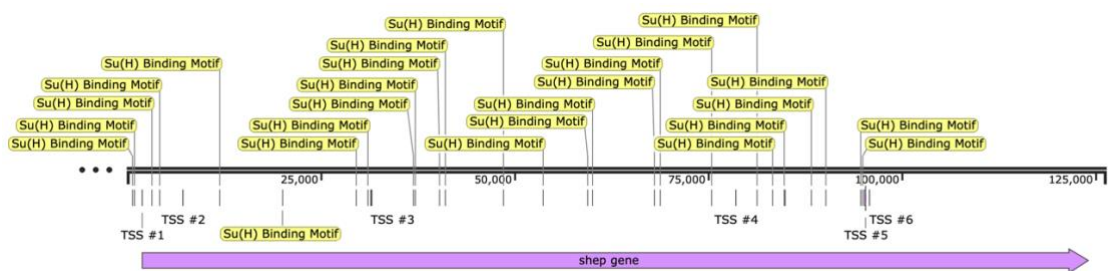 Su(H) Binding Motif Su(H) Binding Motif
Su(H) Binding Motif Su(H) Binding Motif
Su(H) Binding Motif Su(H) Binding Motif Su(H) Binding Motif
Su(H) Binding Motif Su(H) Binding Motif Su(H) Binding Motif Su(H) Binding Motif
Su(H) Binding Motif Su(H) Binding Motif Su(H) Binding Motif Su(H) Binding Motif
Su(H) Binding Motif Su(H) Binding Motif Su(H) Binding Motif Su(H) Binding Motif Su(H) Binding Motif
Su(H) Binding Motif Su(H) Binding Motif Su(H) Binding Motif Su(H) Binding Motif Su(H) Binding Motif
25,000 50,000 75,000 100,000 125,000
TSS #2 TSS #3 TSS #4 TSS #6
TSS #1 Su(H) Binding Motif TSS #5
shep gene